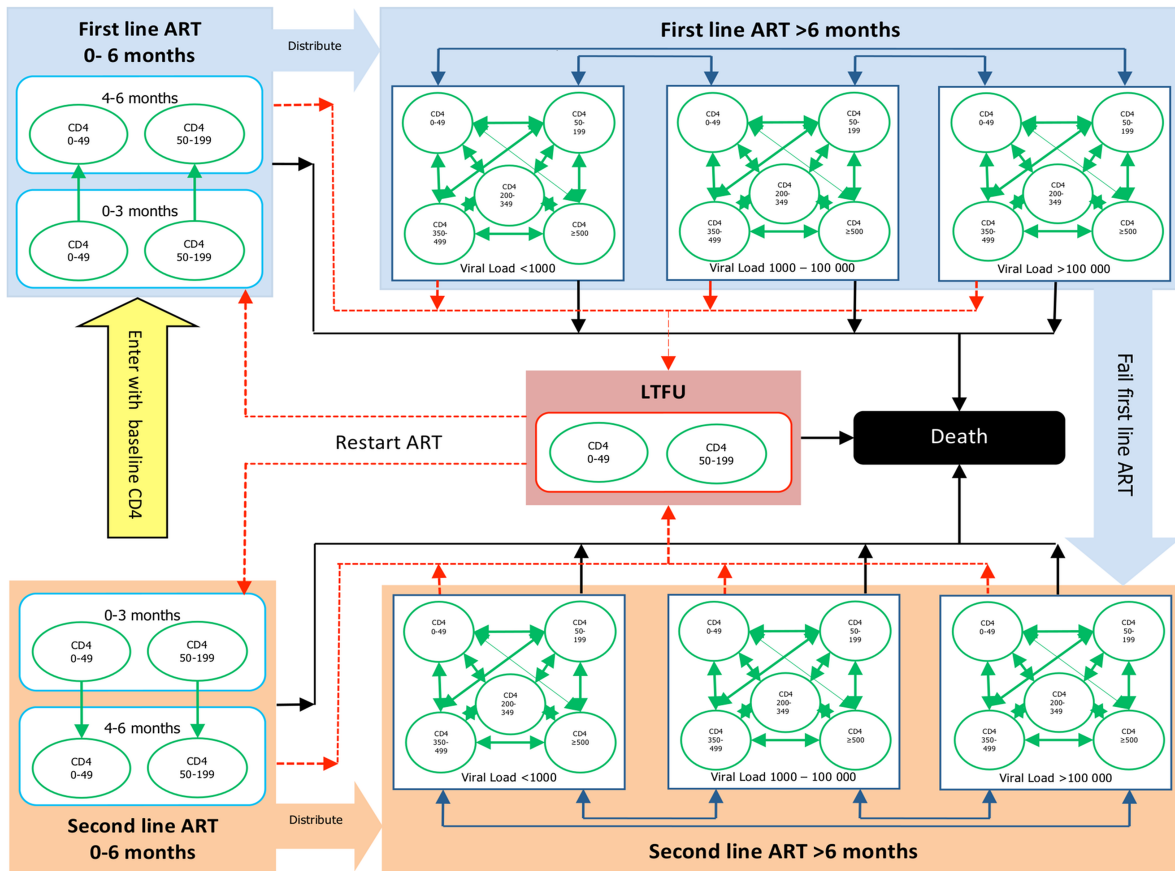 First line ART
0- 6 months
Distribute
First line ART >6 months
4-6 months
CD4
0-49
CD4
50-199
0-3 months
CD4
0-49
CD4
50-199
CD4
0-49
CD4
50-
199
CD4
200-
349
CD4
350-
499
CD4
≥500
Viral Load <1000
CD4
0-49
CD4
50-
199
CD4
200-
349
CD4
350-
499
CD4
≥500
Viral Load 1000 – 100 000
CD4
0-49
CD4
50-
199
CD4
200-
349
CD4
350-
499
CD4
≥500
Viral Load >100 000
Enter with baseline CD4
Restart ART
LTFU
CD4
0-49
CD4
50-199
Death
Fail first line ART
0-3 months
CD4
0-49
CD4
50-199
4-6 months
CD4
0-49
CD4
50-199
Second line ART
0-6 months
Distribute
CD4
0-49
CD4
50-
199
CD4
200-
349
CD4
350-
499
CD4
≥500
Viral Load <1000
CD4
0-49
CD4
50-
199
CD4
200-
349
CD4
350-
499
CD4
≥500
Viral Load 1000 – 100 000
CD4
0-49
CD4
50-
199
CD4
200-
349
CD4
350-
499
CD4
≥500
Viral Load >100 000
Second line ART >6 months